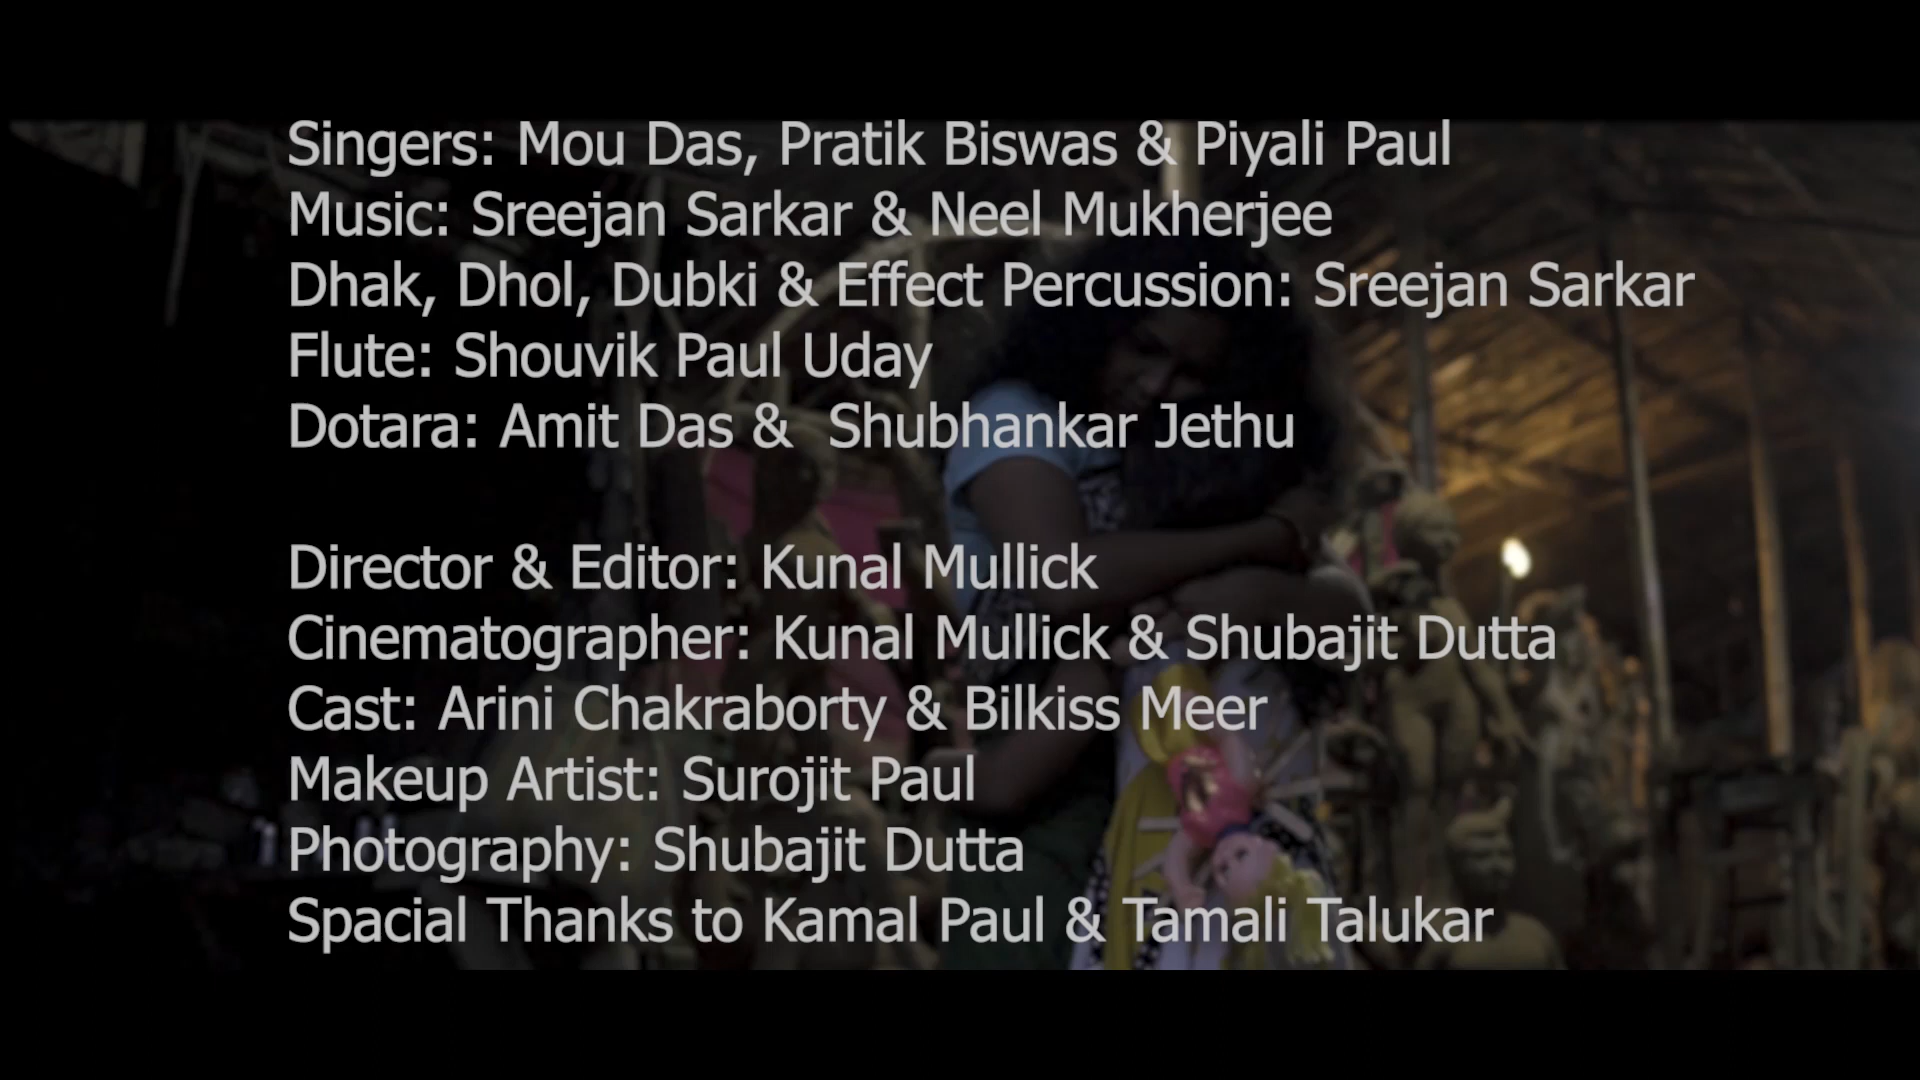 Singers: Mou Das, Pratik Biswas & Piyali Paul
Music: Sreejan Sarkar & Neel Mukherjee
Dhak, Dhol, Dubki & Effect Percussion: Sreejan Sarkar
Flute: Shouvik Paul Uday
Dotara: Amit Das & Shubhankar Jethu
Director & Editor: Kunal Mullick
Cinematographer: Kunal Mullick & Shubajit Dutta
Cast: Arini Chakraborty & Bilkiss Meer
Makeup Artist: Surojit Paul
Photography: Shubajit Dutta
Spacial Thanks to Kamal Paul & Tamali Talukar